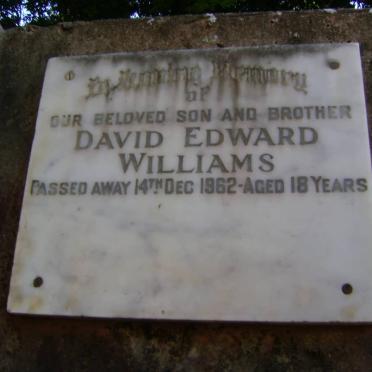 In Loving Memory
OF
OUR BELOVED SON AND BROTHER
DAVID EDWARD
WILLIAMS
PASSED AWAY 14TH DEC 1962-AGED 18 YEARS